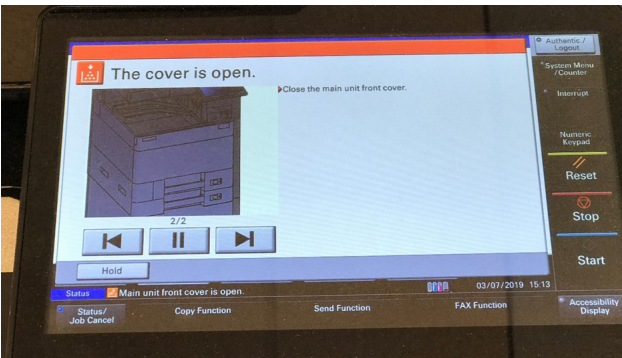 Authentic./
Logout
The cover is open.
System Menu
/Counter
Close the main unit front cover.
Interrupt
Numeric
Keypad
Reset
2/2
Stop
Hold
Start
Status
Main unit front cover is open.
03/07/2019 15:13
Status/
Job Cancel
Copy Function
Send Function
FAX Function
Accessibility
Display